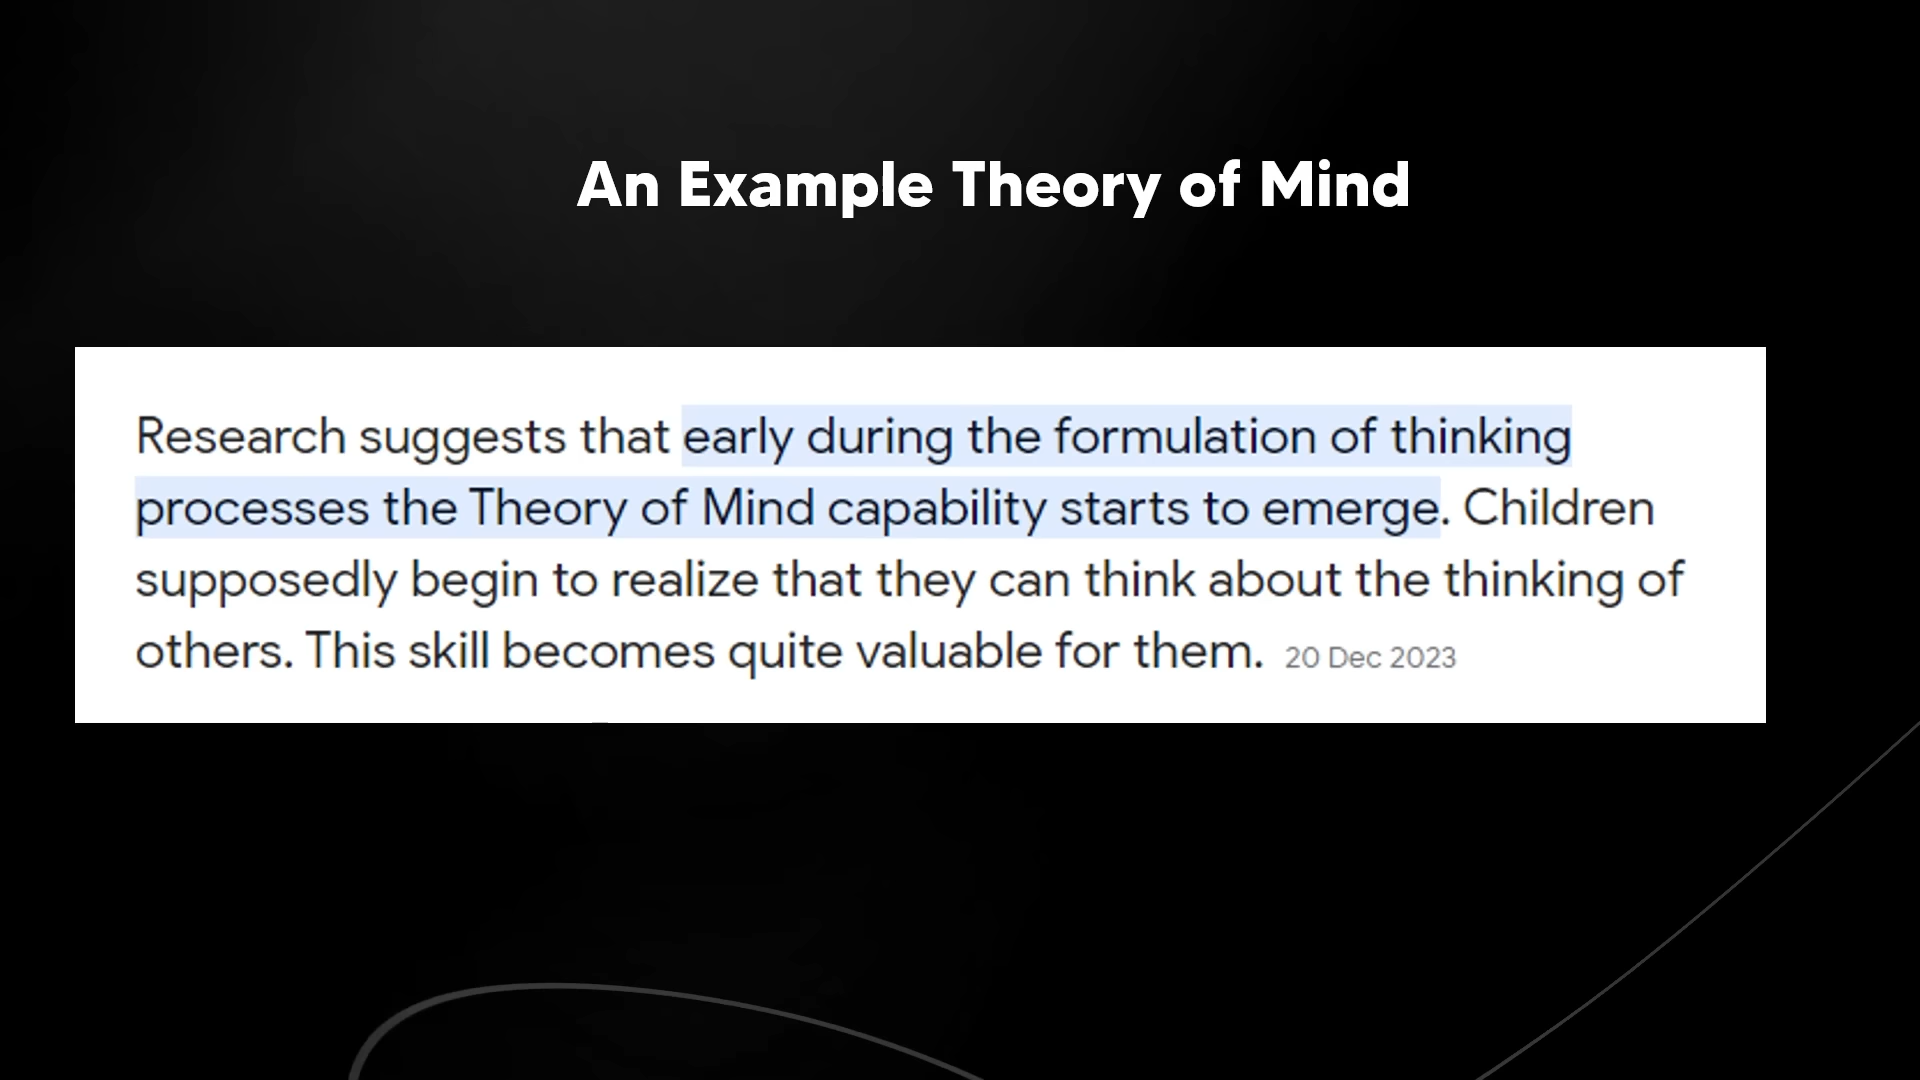 An Example Theory of Mind
Research suggests that early during the formulation of thinking
processes the Theory of Mind capability starts to emerge. Children
supposedly begin to realize that they can think about the thinking of
others. This skill becomes quite valuable for them. 20 Dec 2023